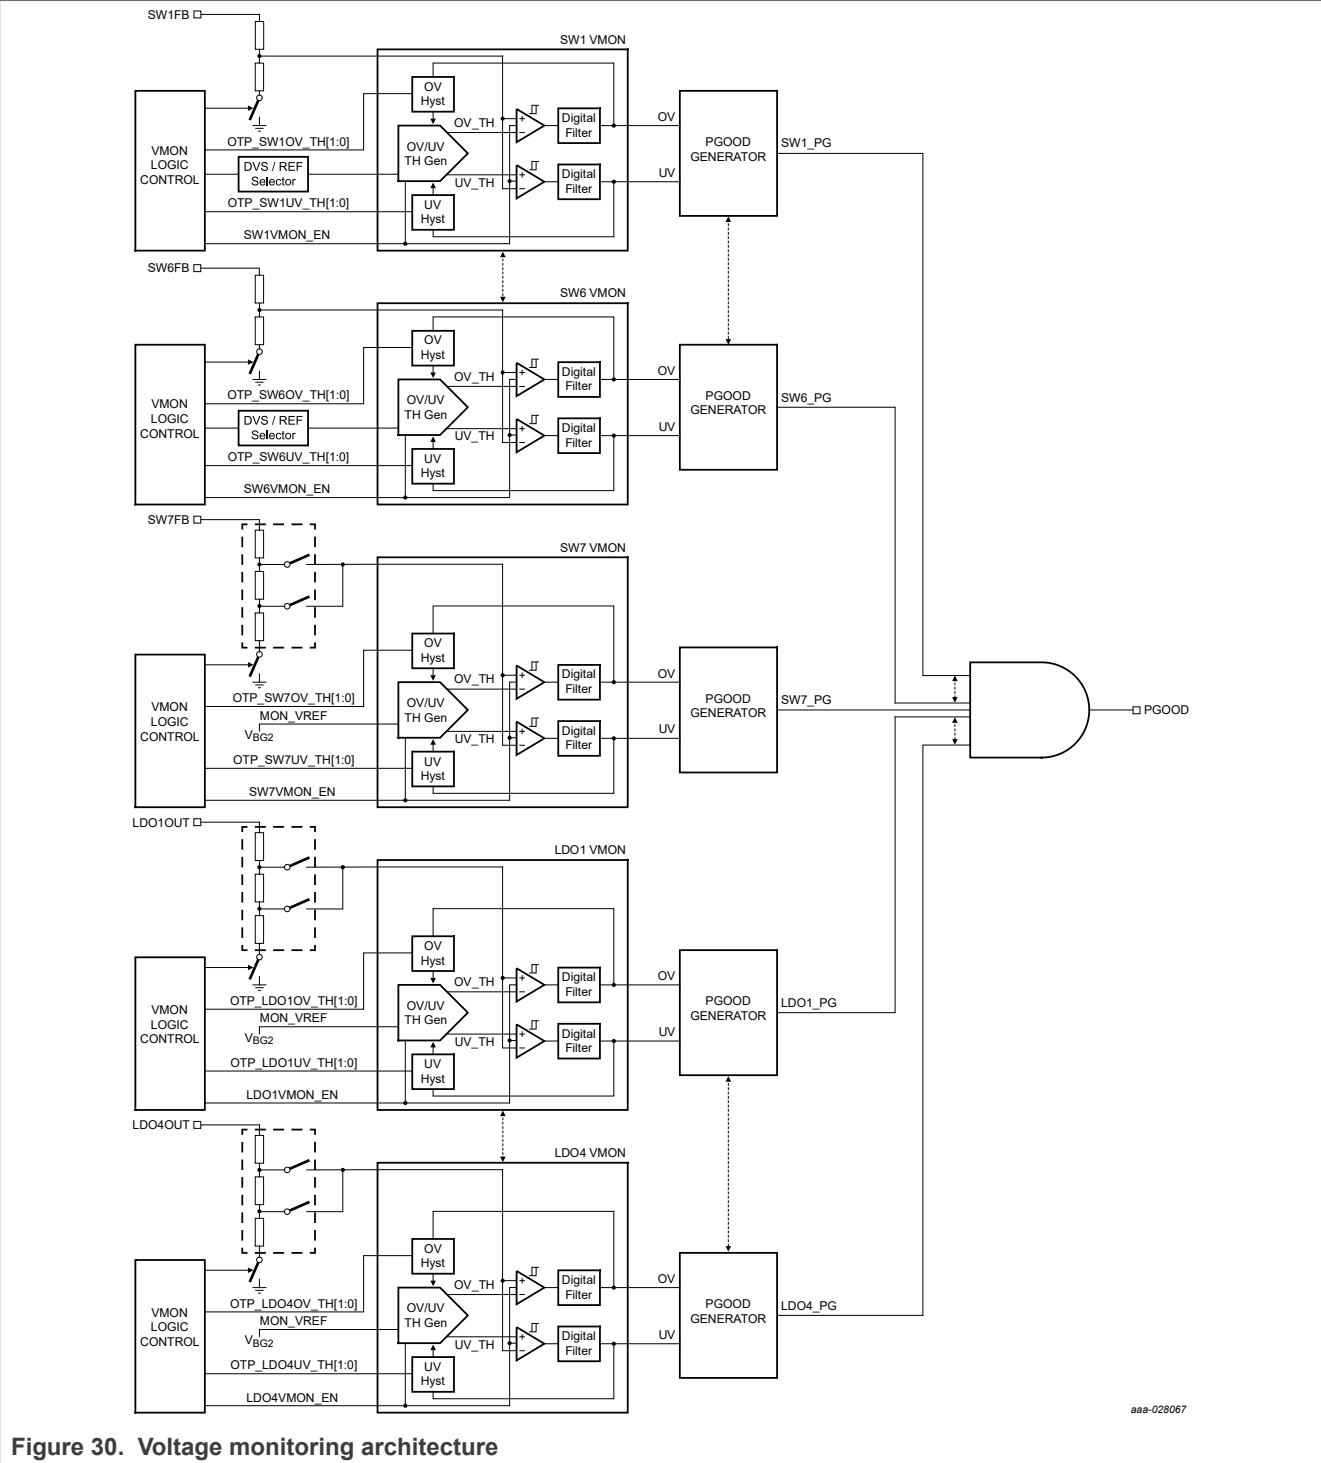 SW1FB
SW1 VMON
VMON
LOGIC
CONTROL
OTP_SW1OV_TH[1:0]
DVS / REF
Selector
OTP_SW1UV_TH[1:0]
SW1VMON_EN
OV
Hyst
OV/UV
TH Gen
UV
Hyst
OV_TH
UV_TH
+
−
+
−
Digital
Filter
Digital
Filter
OV
UV
PGOOD
GENERATOR
SW1_PG
SW6FB
SW6 VMON
VMON
LOGIC
CONTROL
OTP_SW6OV_TH[1:0]
DVS / REF
Selector
OTP_SW6UV_TH[1:0]
SW6VMON_EN
OV
Hyst
OV/UV
TH Gen
UV
Hyst
OV_TH
UV_TH
+
−
+
−
Digital
Filter
Digital
Filter
OV
UV
PGOOD
GENERATOR
SW6_PG
SW7FB
SW7 VMON
VMON
LOGIC
CONTROL
OTP_SW7OV_TH[1:0]
MON_VREF
VBG2
OTP_SW7UV_TH[1:0]
SW7VMON_EN
OV
Hyst
OV/UV
TH Gen
UV
Hyst
OV_TH
UV_TH
+
−
+
−
Digital
Filter
Digital
Filter
OV
UV
PGOOD
GENERATOR
SW7_PG
PGOOD
LDO1OUT
LDO1 VMON
VMON
LOGIC
CONTROL
OTP_LDO1OV_TH[1:0]
MON_VREF
VBG2
OTP_LDO1UV_TH[1:0]
LDO1VMON_EN
OV
Hyst
OV/UV
TH Gen
UV
Hyst
OV_TH
UV_TH
+
−
+
−
Digital
Filter
Digital
Filter
OV
UV
PGOOD
GENERATOR
LDO1_PG
LDO4OUT
LDO4 VMON
VMON
LOGIC
CONTROL
OTP_LDO4OV_TH[1:0]
MON_VREF
VBG2
OTP_LDO4UV_TH[1:0]
LDO4VMON_EN
OV
Hyst
OV/UV
TH Gen
UV
Hyst
OV_TH
UV_TH
+
−
+
−
Digital
Filter
Digital
Filter
OV
UV
PGOOD
GENERATOR
LDO4_PG
aaa-028067
Figure 30. Voltage monitoring architecture